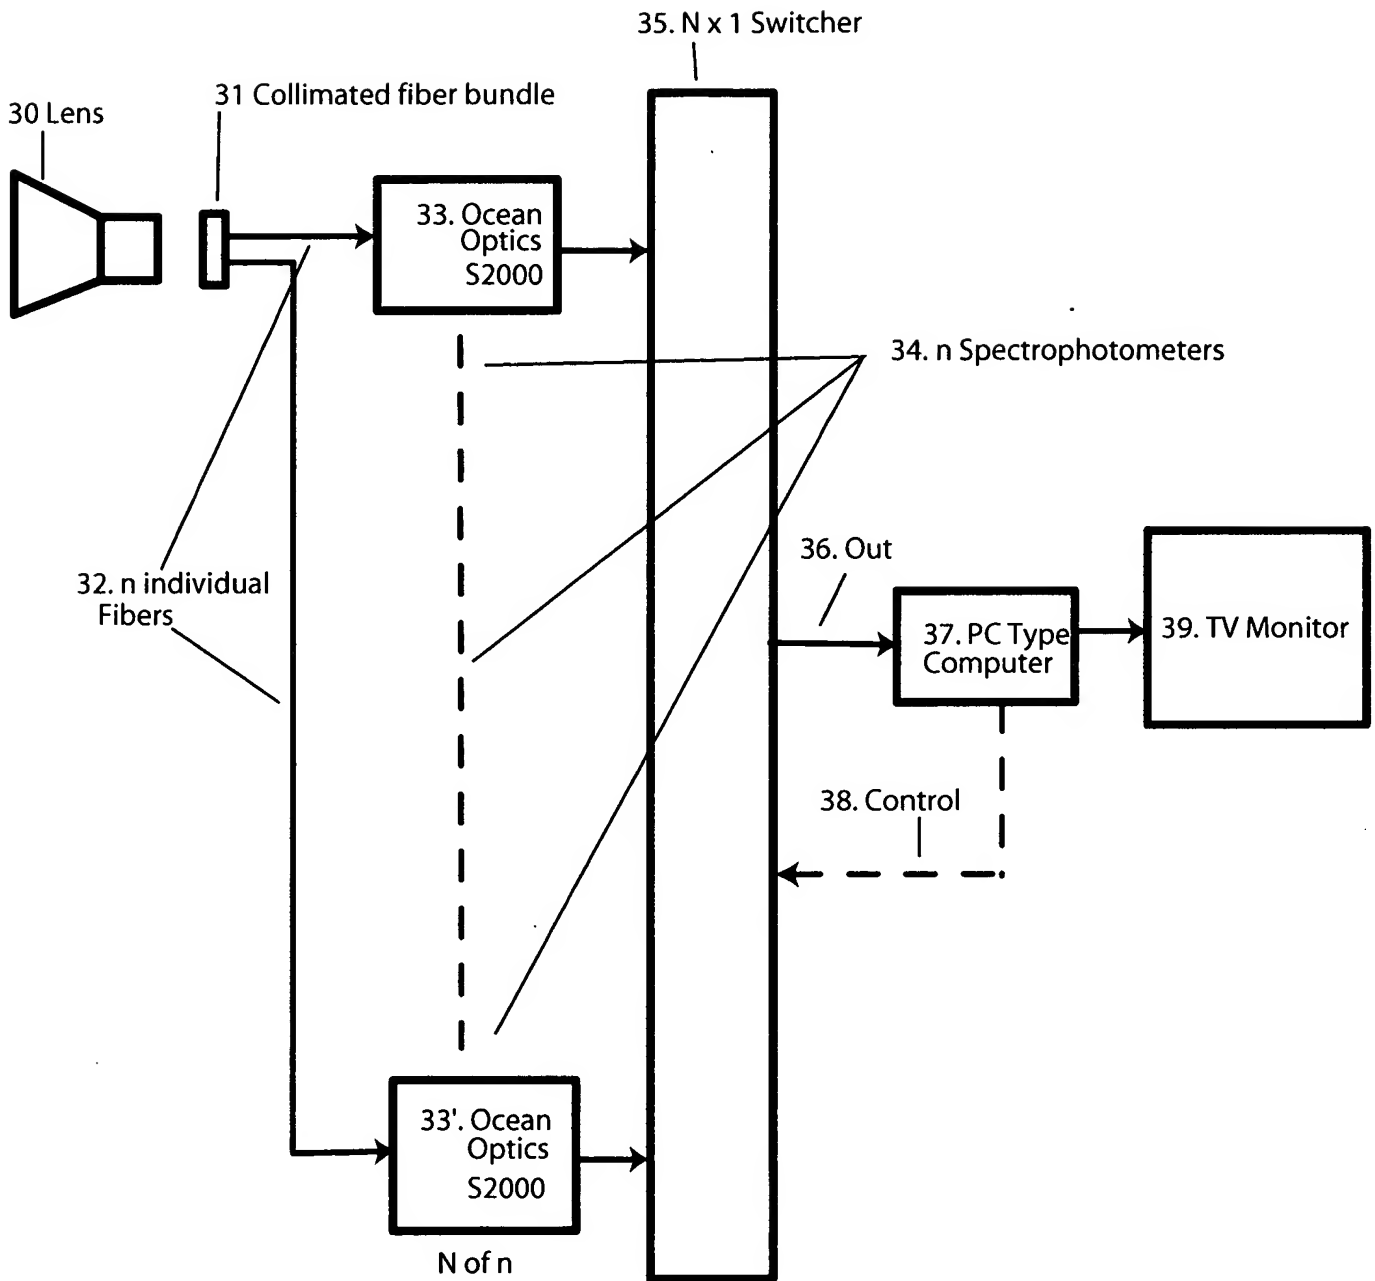 35. N x 1 Switcher
31 Collimated fiber bundle
30 Lens
33. Ocean
Optics
S2000
34. n Spectrophotometers
36. Out
32. n individual
Fibers
37. PC Type
Computer
39. TV Monitor
38. Control
33'. Ocean
Optics
S2000
N of n